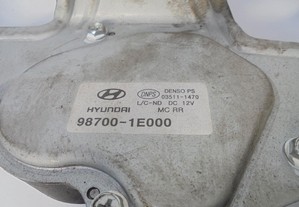 DNPS DENSO PS
03511-1470
L/C-ND DC 12V
HYUNDAI MC RR
98700-1E000